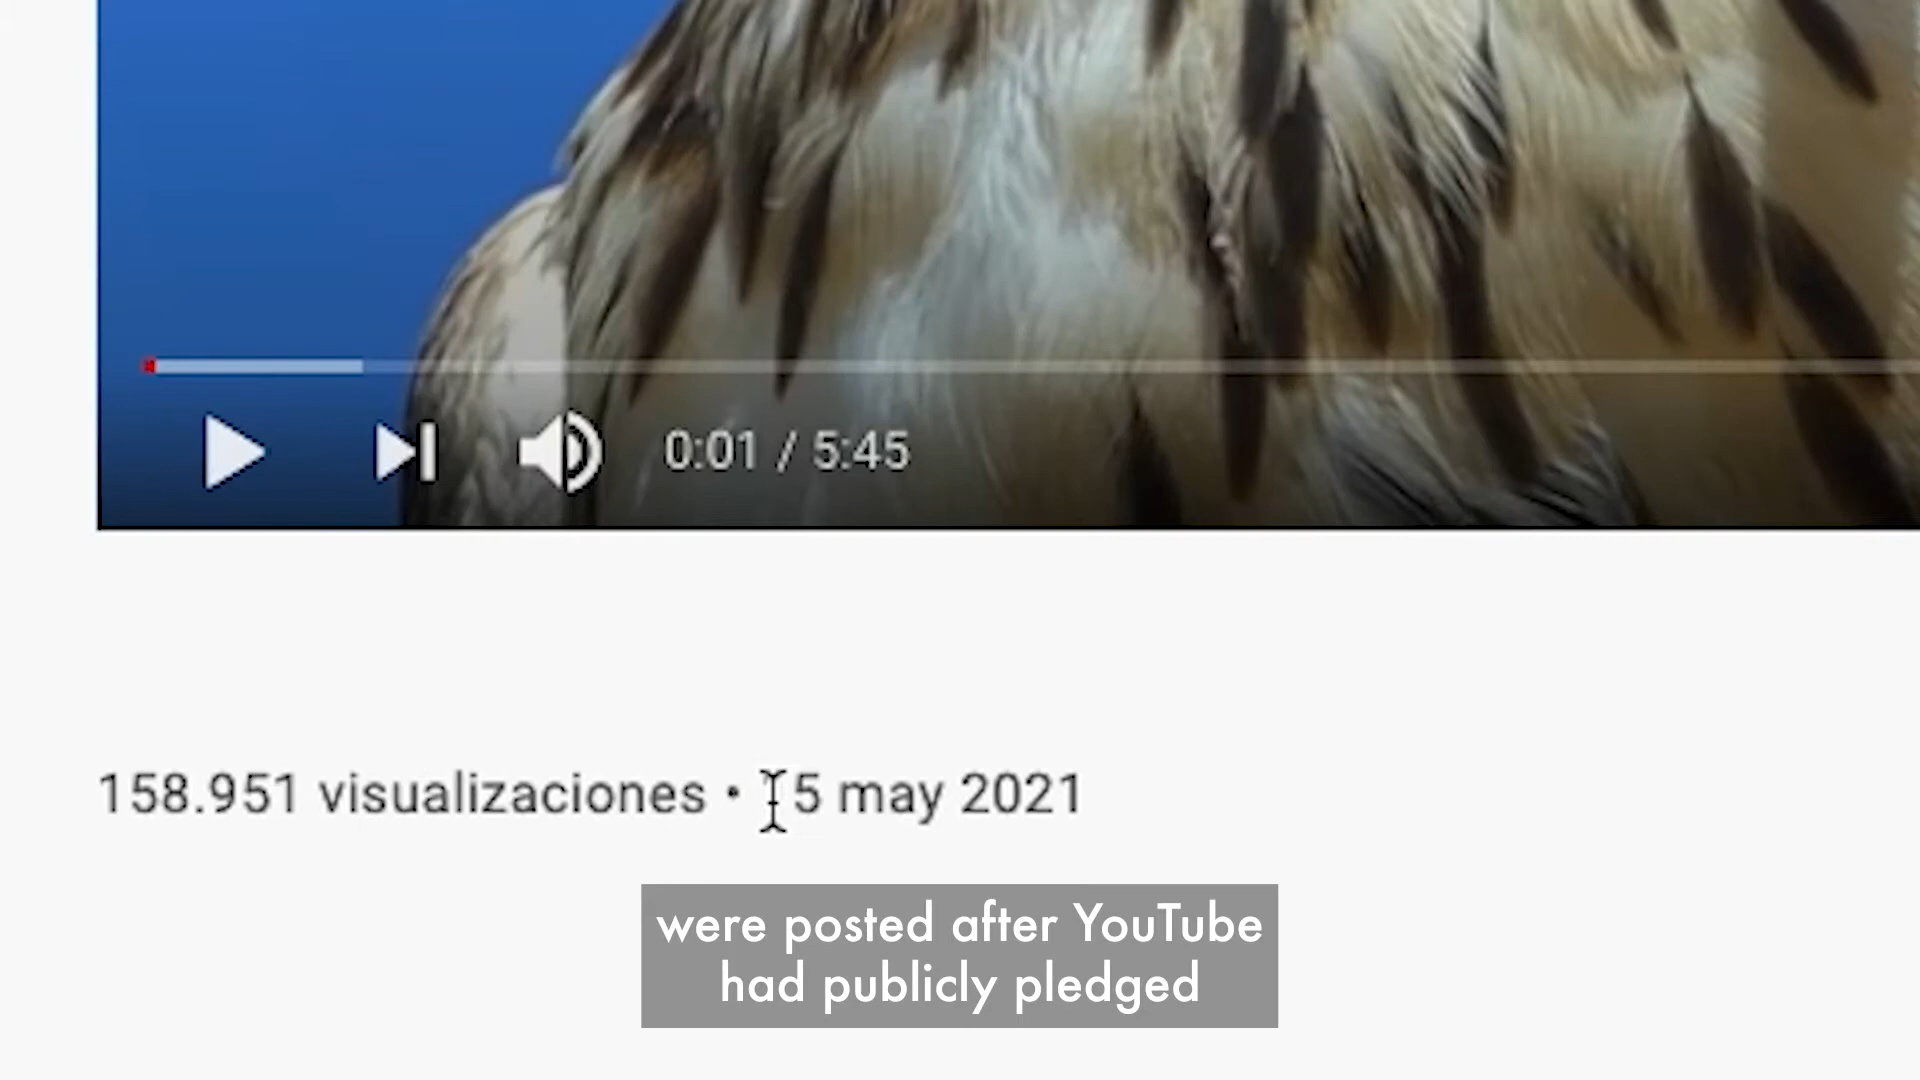 0:01 / 5:45
158.951 visualizaciones • 5 may 2021
were posted after YouTube
had publicly pledged